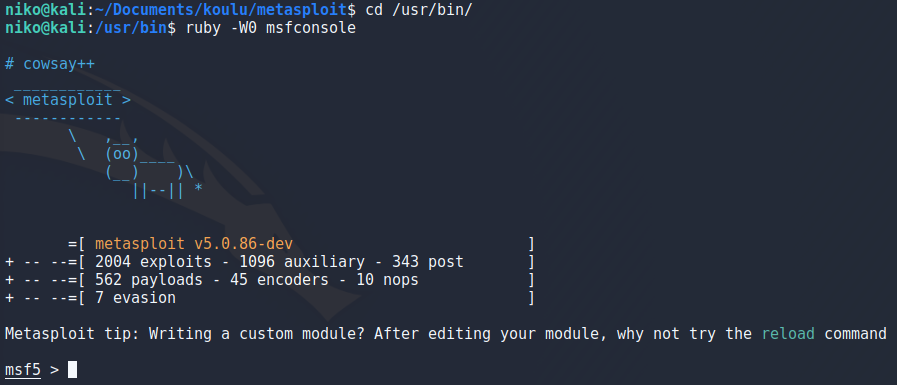 niko@kali:~/Documents/koulu/metasploit$ cd /usr/bin/
niko@kali:/usr/bin$ ruby -W0 msfconsole
# cowsay++
 ____________
< metasploit >
 ------------
       \   ,__,
        \  (oo)____
           (__)    )\
              ||--|| *
       =[ metasploit v5.0.86-dev                          ]
+ -- --=[ 2004 exploits - 1096 auxiliary - 343 post       ]
+ -- --=[ 562 payloads - 45 encoders - 10 nops            ]
+ -- --=[ 7 evasion                                       ]
Metasploit tip: Writing a custom module? After editing your module, why not try the reload command
msf5 >